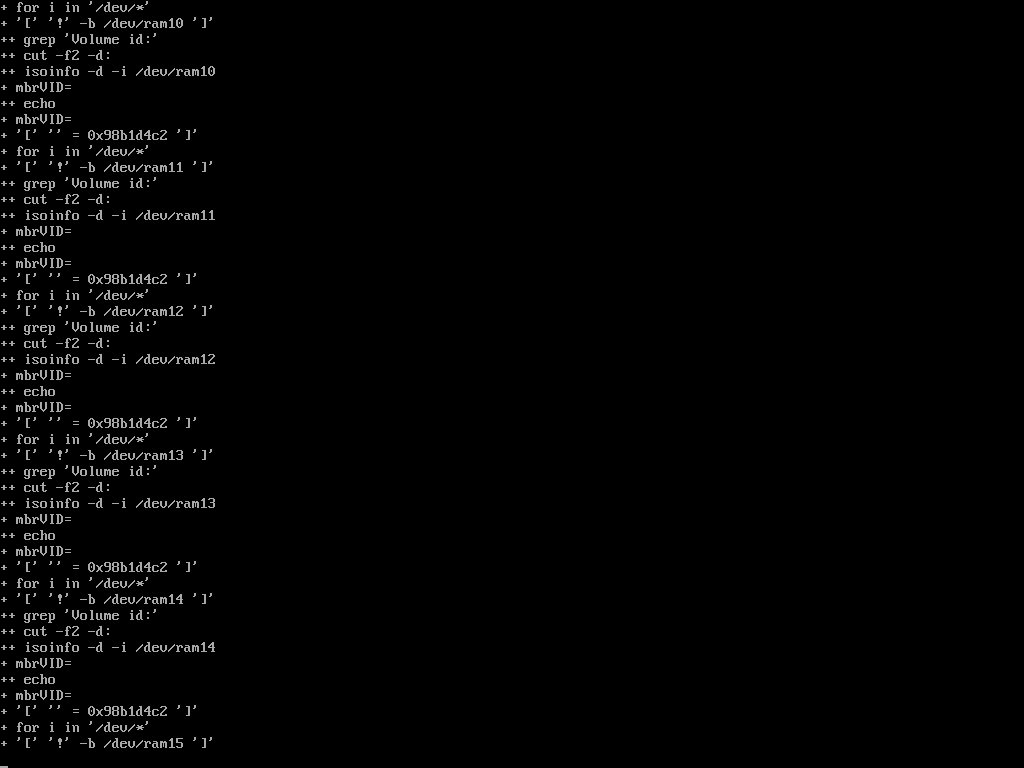 + for i in '/dev/*'
+ '[' '!' -b /dev/ram10 ']'
++ grep 'Volume id:'
++ cut -f2 -d:
++ isoinfo -d -i /dev/ram10
+ mbrVID=
++ echo
+ mbrVID=
+ '[' '' = 0x98b1d4c2 ']'
+ for i in '/dev/*'
+ '[' '!' -b /dev/ram11 ']'
++ grep 'Volume id:'
++ cut -f2 -d:
++ isoinfo -d -i /dev/ram11
+ mbrVID=
++ echo
+ mbrVID=
+ '[' '' = 0x98b1d4c2 ']'
+ for i in '/dev/*'
+ '[' '!' -b /dev/ram12 ']'
++ grep 'Volume id:'
++ cut -f2 -d:
++ isoinfo -d -i /dev/ram12
+ mbrVID=
++ echo
+ mbrVID=
+ '[' '' = 0x98b1d4c2 ']'
+ for i in '/dev/*'
+ '[' '!' -b /dev/ram13 ']'
++ grep 'Volume id:'
++ cut -f2 -d:
++ isoinfo -d -i /dev/ram13
+ mbrVID=
++ echo
+ mbrVID=
+ '[' '' = 0x98b1d4c2 ']'
+ for i in '/dev/*'
+ '[' '!' -b /dev/ram14 ']'
++ grep 'Volume id:'
++ cut -f2 -d:
++ isoinfo -d -i /dev/ram14
+ mbrVID=
++ echo
+ mbrVID=
+ '[' '' = 0x98b1d4c2 ']'
+ for i in '/dev/*'
+ '[' '!' -b /dev/ram15 ']'